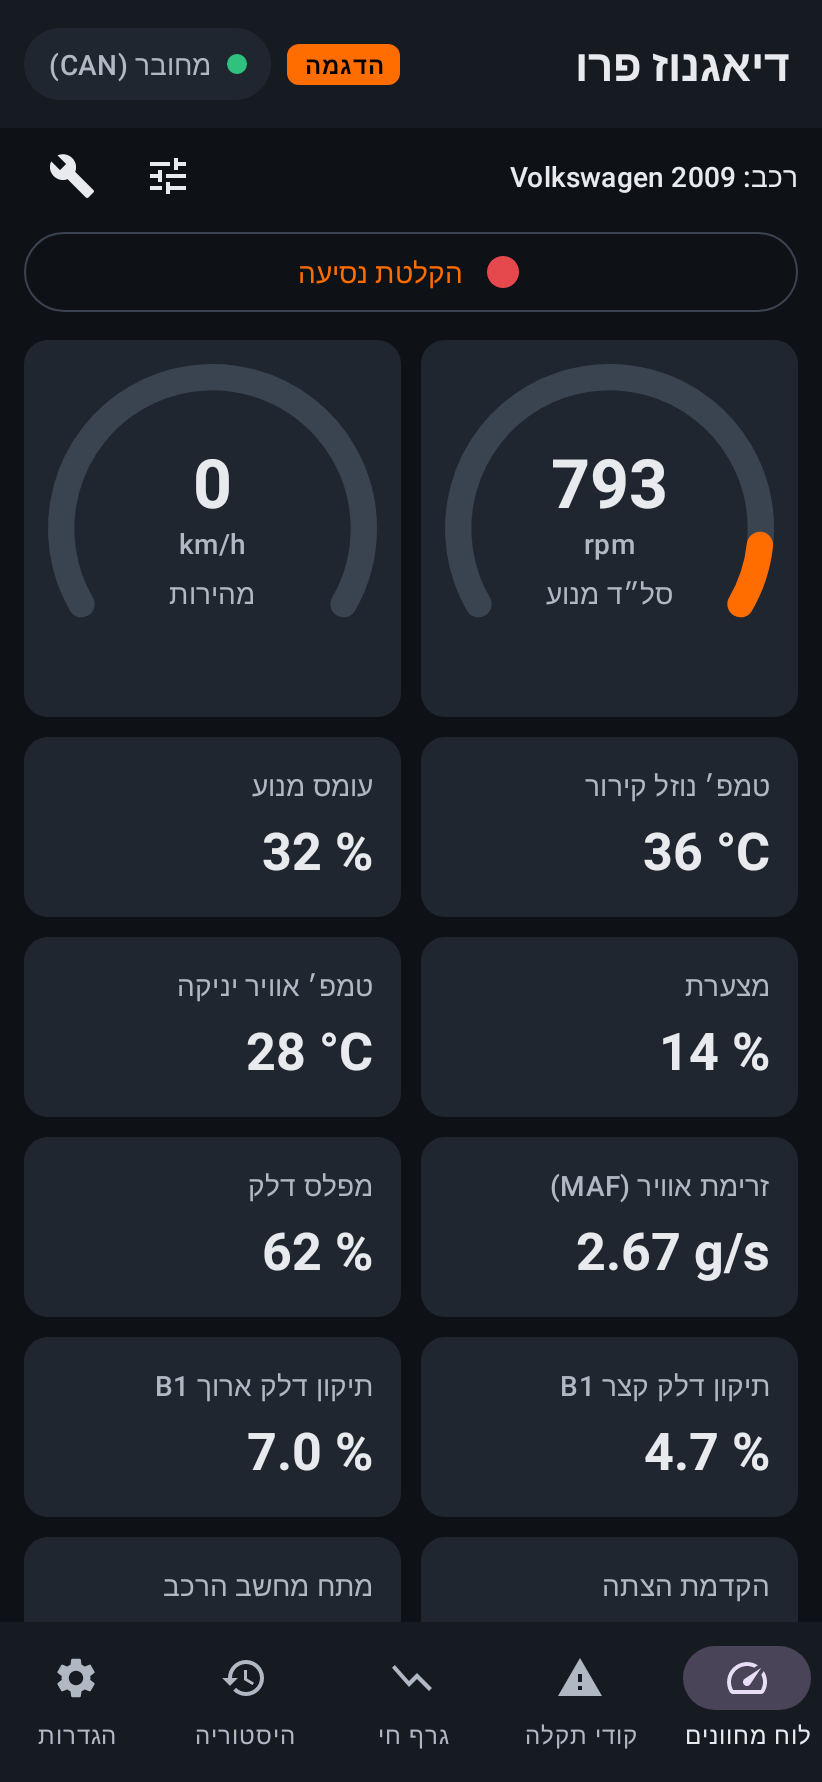 דיאגנוז פרו
הדגמה
מחובר (CAN)
רכב: Volkswagen 2009
הקלטת נסיעה
793
rpm
סל״ד מנוע
0
km/h
מהירות
טמפ׳ נוזל קירור
36 °C
עומס מנוע
32 %
מצערת
14 %
טמפ׳ אוויר יניקה
28 °C
זרימת אוויר (MAF)
2.67 g/s
מפלס דלק
62 %
תיקון דלק קצר B1
4.7 %
תיקון דלק ארוך B1
7.0 %
הקדמת הצתה
מתח מחשב הרכב
לוח מחוונים
קודי תקלה
גרף חי
היסטוריה
הגדרות